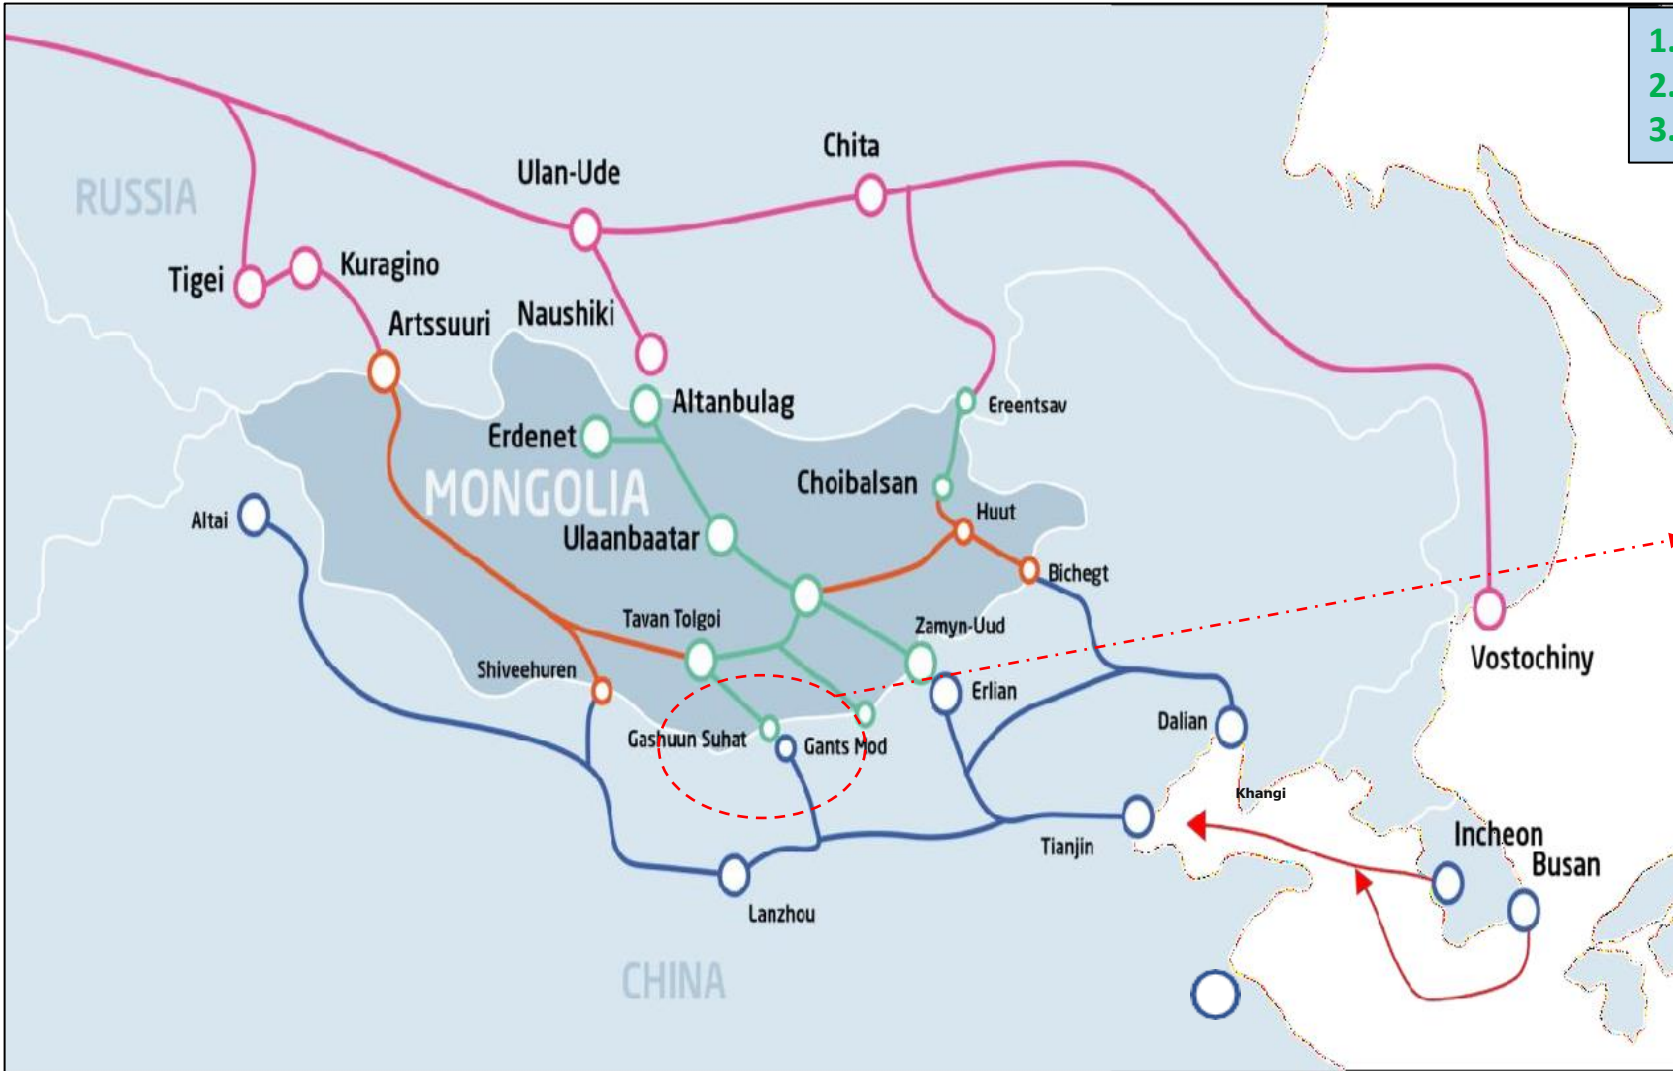 1.
2.
3.
Chita
Ulan-Ude
RUSSIA
Kuragino
Tigei
Naushiki
Artssuuri
Altanbulag
Ereentsav
Erdenet
Choibalsan
MONGOLIA
Huut
Altai
Ulaanbaatar
Bichegt
Tavan Tolgoi
Zamyn-Uud
Vostochiny
Shiveehuren
Erlian
Dalian
Gashuun Suhat
Gants Mod
Khangi
Incheon
Tianjin
Busan
Lanzhou
CHINA